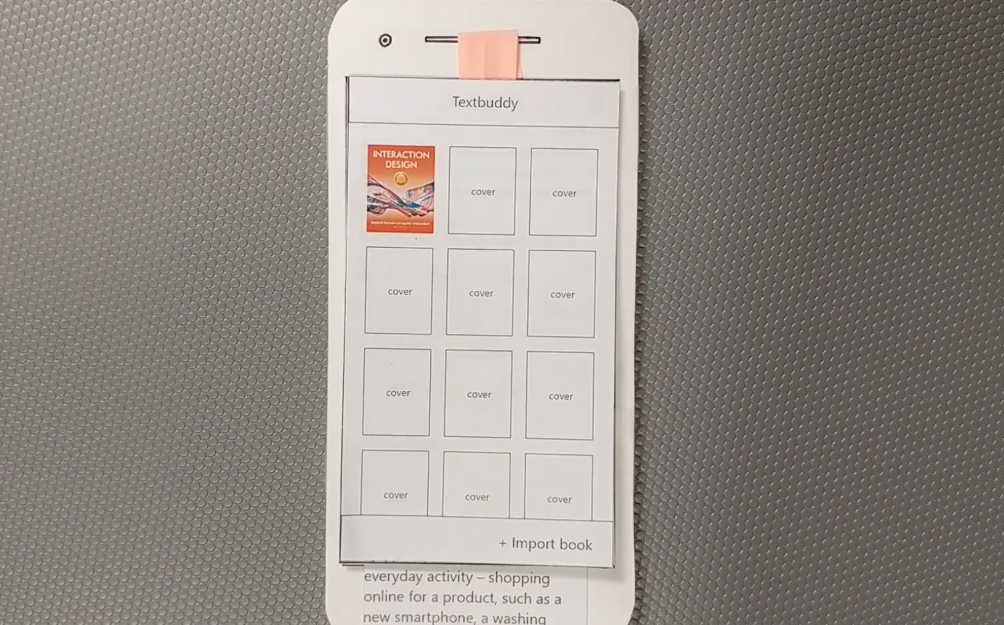 Textbuddy
INTERACTION
DESIGN
cover
cover
cover
cover
cover
cover
cover
cover
cover
cover
cover
+ Import book
everyday activity – shopping
online for a product, such as a
new smartphone, a washing